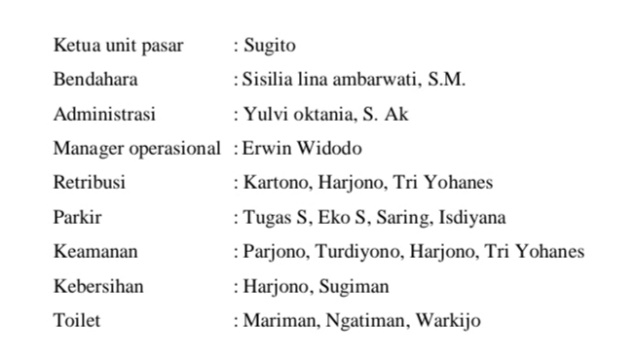 Ketua unit pasar : Sugito
Bendahara : Sisilia lina ambarwati, S.M.
Administrasi : Yulvi oktania, S. Ak
Manager operasional : Erwin Widodo
Retribusi : Kartono, Harjono, Tri Yohanes
Parkir : Tugas S, Eko S, Saring, Isdiyana
Keamanan : Parjono, Turdiyono, Harjono, Tri Yohanes
Kebersihan : Harjono, Sugiman
Toilet : Mariman, Ngatiman, Warkijo